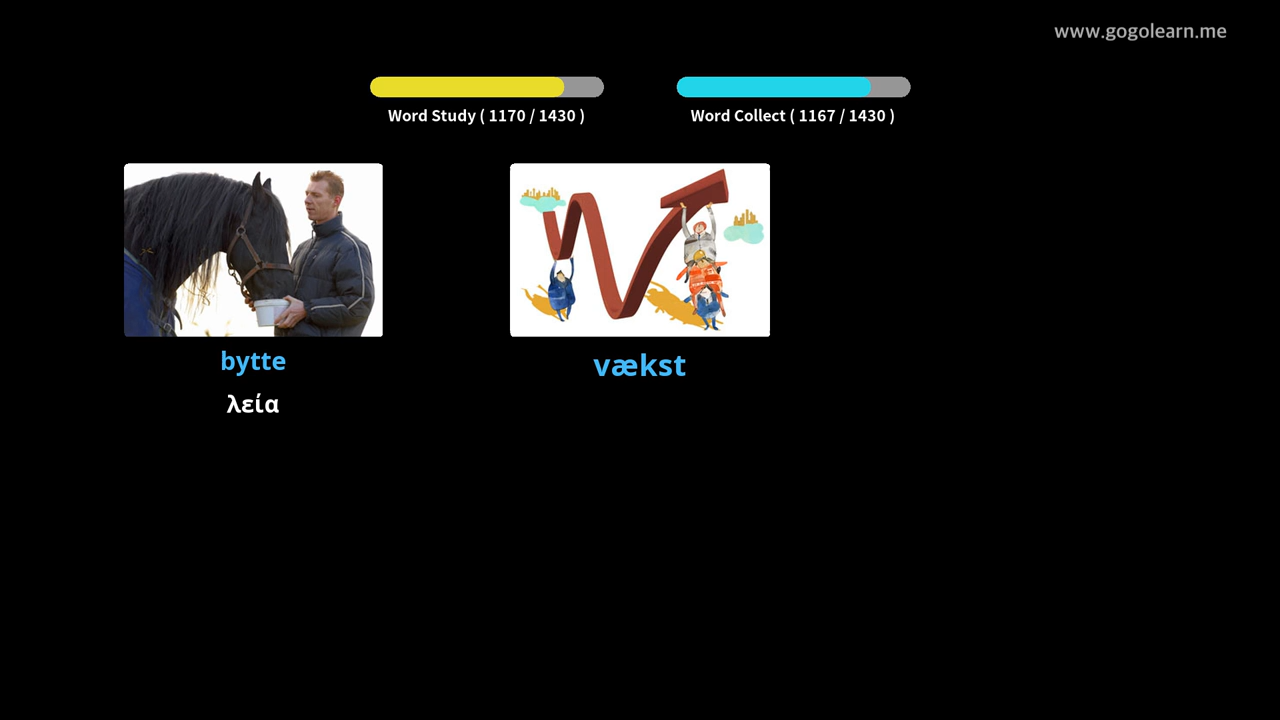 www.gogolearn.me
Word Study ( 1170 / 1430 )
Word Collect ( 1167 / 1430 )
bytte
λεία
vækst